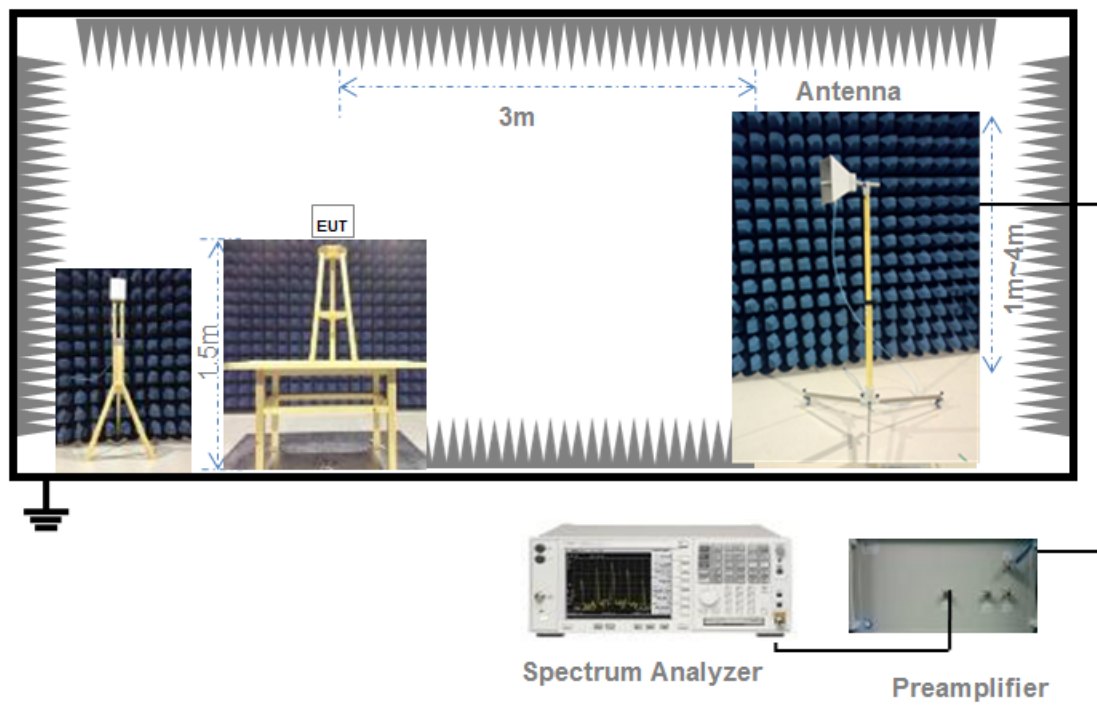 Antenna
3m
EUT
1.5m
1m~4m
Spectrum Analyzer
Preamplifier